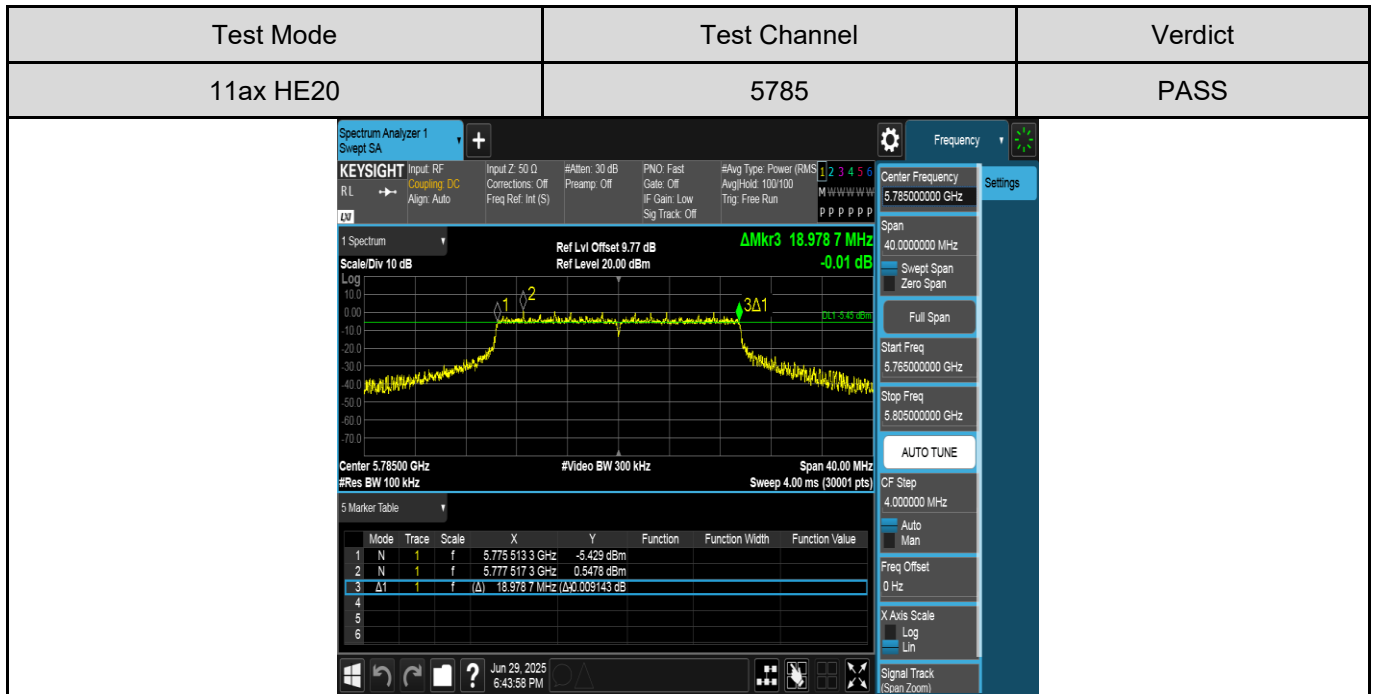 Test Mode Test Channel Verdict
11ax HE20 5785 PASS
Spectrum Analyzer 1
Swept SA
+
Frequency
KEYSIGHT
RL
LXI
Input: RF
Coupling: DC
Align: Auto
Input Z: 50 Ω
Corrections: Off
Freq Ref: Int (S)
#Atten: 30 dB
Preamp: Off
PNO: Fast
Gate: Off
IF Gain: Low
Sig Track: Off
#Avg Type: Power (RMS
Avg|Hold: 100/100
Trig: Free Run
1 2 3 4 5 6
M W W W W W
P P P P P P
Center Frequency
5.785000000 GHz
Settings
Span
40.0000000 MHz
Swept Span
Zero Span
Full Span
Start Freq
5.765000000 GHz
Stop Freq
5.805000000 GHz
AUTO TUNE
CF Step
4.000000 MHz
Auto
Man
Freq Offset
0 Hz
X Axis Scale
Log
Lin
Signal Track
(Span Zoom)
1 Spectrum
Scale/Div 10 dB
Ref Lvl Offset 9.77 dB
Ref Level 20.00 dBm
ΔMkr3 18.978 7 MHz
-0.01 dB
Log
10.0
0.00
-10.0
-20.0
-30.0
-40.0
-50.0
-60.0
-70.0
1
2
3Δ1
DL1 -5.45 dBm
Center 5.78500 GHz #Video BW 300 kHz Span 40.00 MHz
#Res BW 100 kHz Sweep 4.00 ms (30001 pts)
5 Marker Table
Mode Trace Scale X Y Function Function Width Function Value
1 N 1 f 5.775 513 3 GHz -5.429 dBm
2 N 1 f 5.777 517 3 GHz 0.5478 dBm
3 Δ1 1 f (Δ) 18.978 7 MHz (Δ) -0.009143 dB
4
5
6
?
Jun 29, 2025
6:43:58 PM